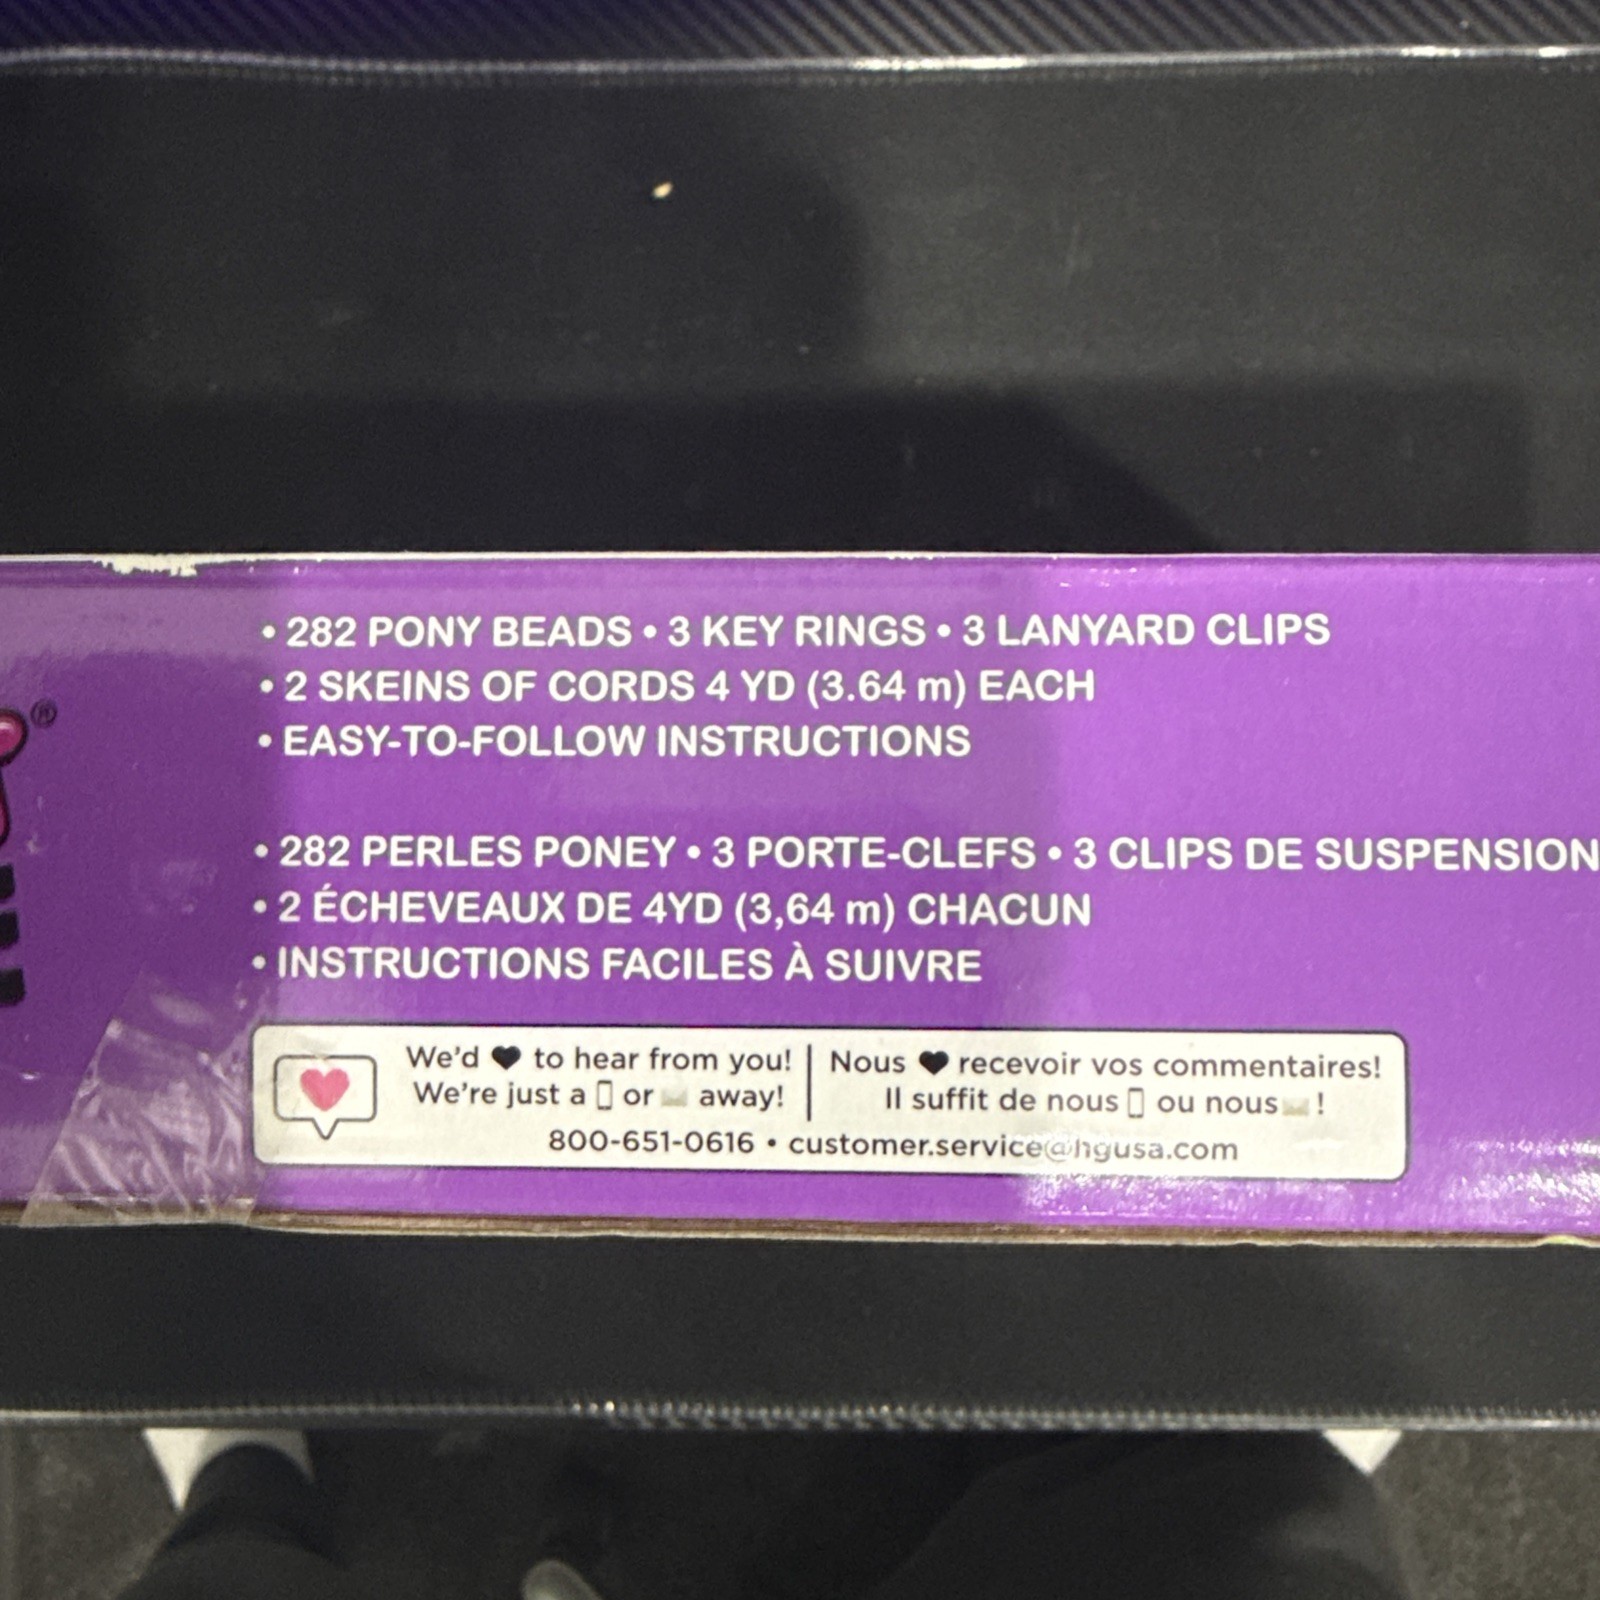 ®
• 282 PONY BEADS • 3 KEY RINGS • 3 LANYARD CLIPS
• 2 SKEINS OF CORDS 4 YD (3.64 m) EACH
• EASY-TO-FOLLOW INSTRUCTIONS
• 282 PERLES PONEY • 3 PORTE-CLEFS • 3 CLIPS DE SUSPENSION
• 2 ÉCHEVEAUX DE 4YD (3,64 m) CHACUN
• INSTRUCTIONS FACILES À SUIVRE
We'd ♥ to hear from you!
We're just a 📱 or ✉ away!
Nous ♥ recevoir vos commentaires!
Il suffit de nous 📱 ou nous ✉ !
800-651-0616 • customer.service@hgusa.com